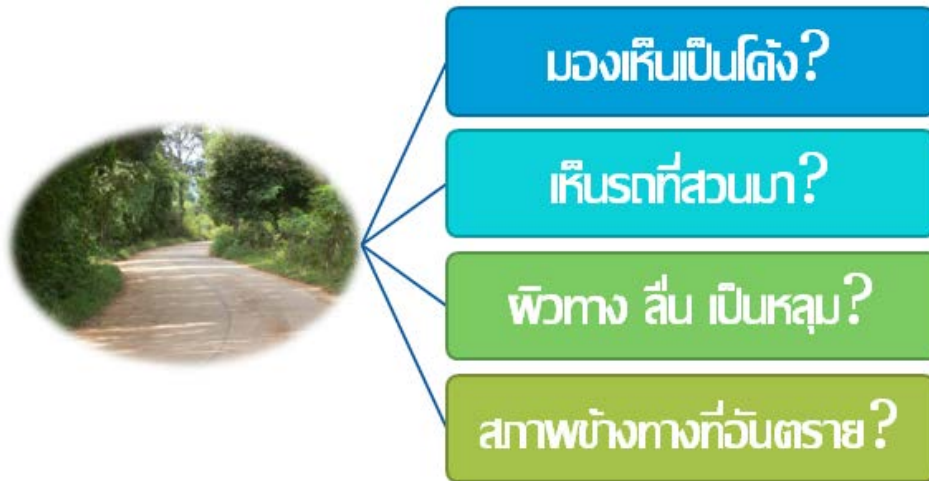 มองเห็นเป็นโค้ง?
เห็นรถที่สวนมา?
ผิวทาง ลื่น เป็นหลุม?
สภาพข้างทางที่อันตราย?